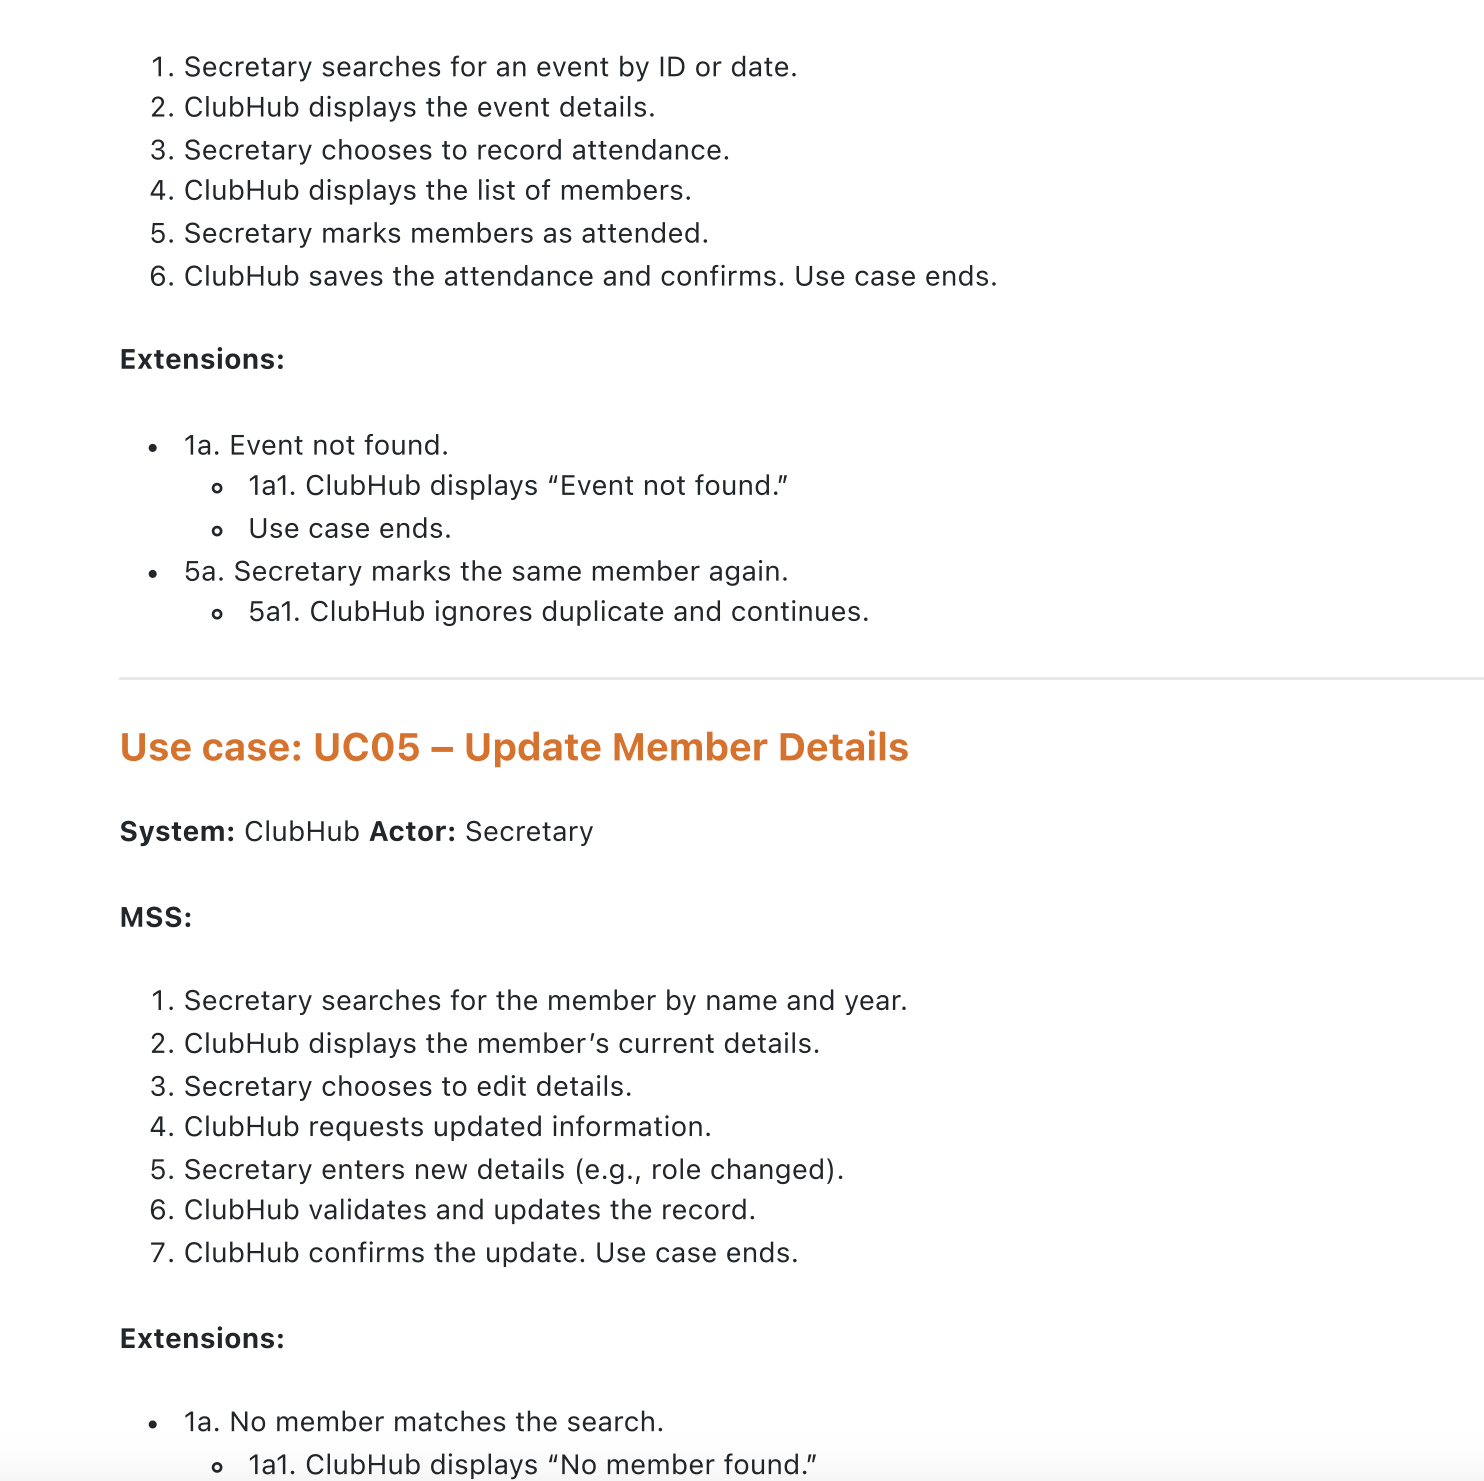 1. Secretary searches for an event by ID or date.
2. ClubHub displays the event details.
3. Secretary chooses to record attendance.
4. ClubHub displays the list of members.
5. Secretary marks members as attended.
6. ClubHub saves the attendance and confirms. Use case ends.
Extensions:
• 1a. Event not found.
◦ 1a1. ClubHub displays “Event not found.”
◦ Use case ends.
• 5a. Secretary marks the same member again.
◦ 5a1. ClubHub ignores duplicate and continues.
Use case: UC05 – Update Member Details
System: ClubHub Actor: Secretary
MSS:
1. Secretary searches for the member by name and year.
2. ClubHub displays the member’s current details.
3. Secretary chooses to edit details.
4. ClubHub requests updated information.
5. Secretary enters new details (e.g., role changed).
6. ClubHub validates and updates the record.
7. ClubHub confirms the update. Use case ends.
Extensions:
• 1a. No member matches the search.
◦ 1a1. ClubHub displays “No member found.”